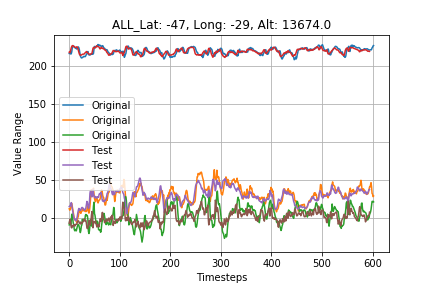 ALL_Lat: -47, Long: -29, Alt: 13674.0
200
150
100
50
0
Value Range
Original
Original
Original
Test
Test
Test
0 100 200 300 400 500 600
Timesteps